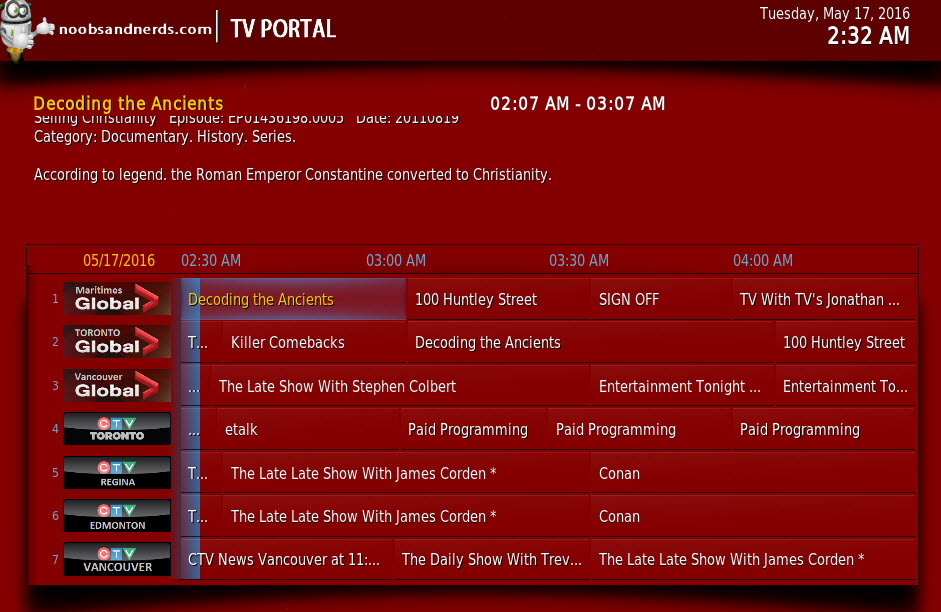 noobsandnerds.com TV PORTAL
Tuesday, May 17, 2016
2:32 AM
Decoding the Ancients 02:07 AM - 03:07 AM
Selling Christianity Episode: EP01436198.0005 Date: 20110819
Category: Documentary. History. Series.
According to legend. the Roman Emperor Constantine converted to Christianity.
05/17/2016 02:30 AM 03:00 AM 03:30 AM 04:00 AM
1 Maritimes Global Decoding the Ancients 100 Huntley Street SIGN OFF TV With TV's Jonathan ...
2 TORONTO Global T... Killer Comebacks Decoding the Ancients 100 Huntley Street
3 Vancouver Global ... The Late Show With Stephen Colbert Entertainment Tonight ... Entertainment To...
4 CTV TORONTO ... etalk Paid Programming Paid Programming Paid Programming
5 CTV REGINA T... The Late Late Show With James Corden * Conan
6 CTV EDMONTON T... The Late Late Show With James Corden * Conan
7 CTV VANCOUVER CTV News Vancouver at 11:... The Daily Show With Trev... The Late Late Show With James Corden *